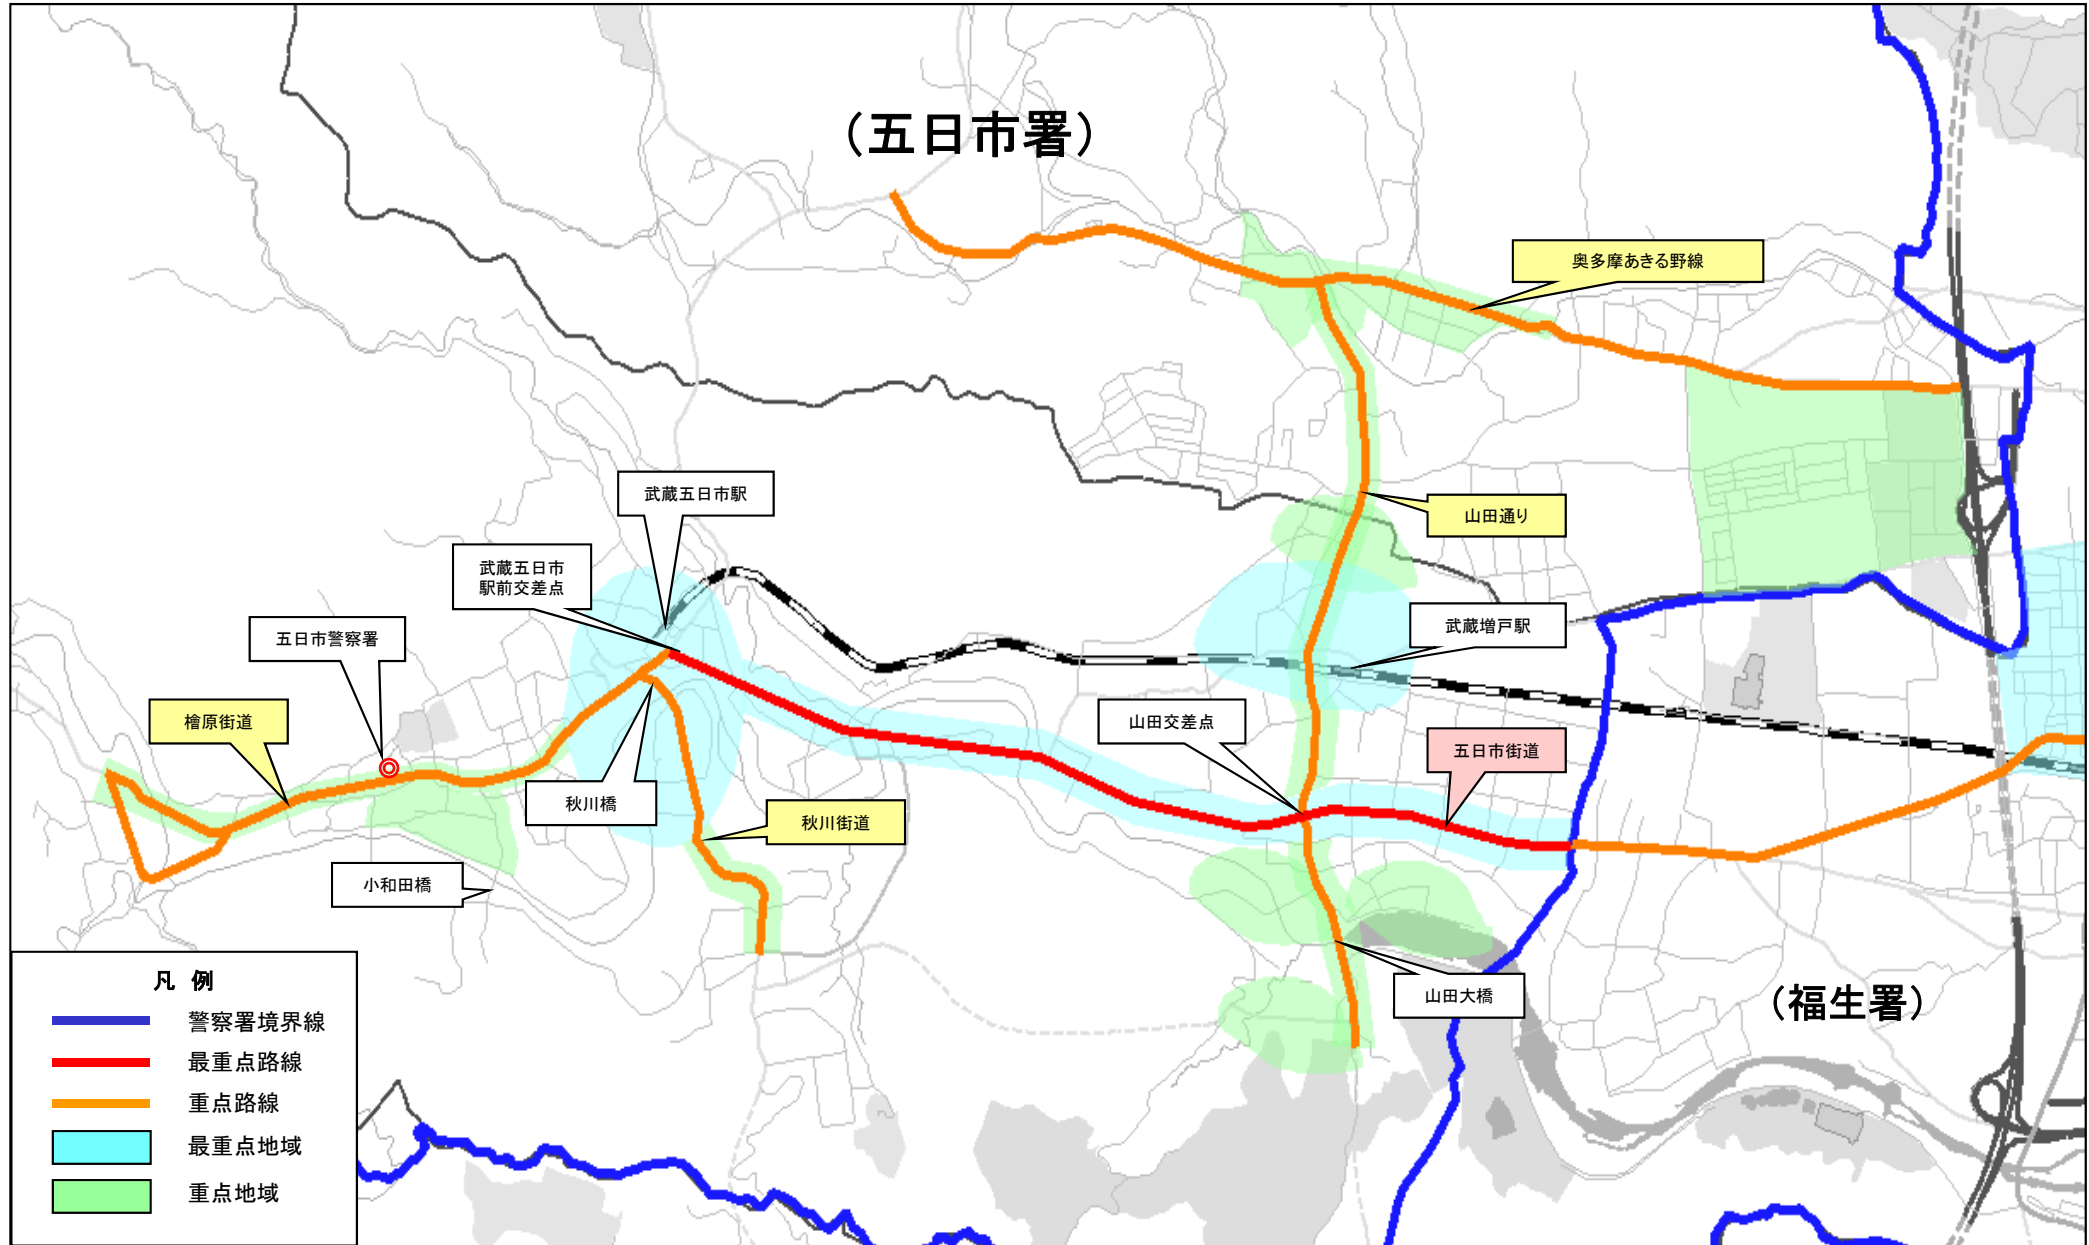 （五日市署）
奥多摩あきる野線
武蔵五日市駅
山田通り
武蔵五日市
駅前交差点
武蔵増戸駅
五日市警察署
檜原街道
山田交差点
五日市街道
秋川橋
秋川街道
小和田橋
山田大橋
（福生署）
凡 例
警察署境界線
最重点路線
重点路線
最重点地域
重点地域